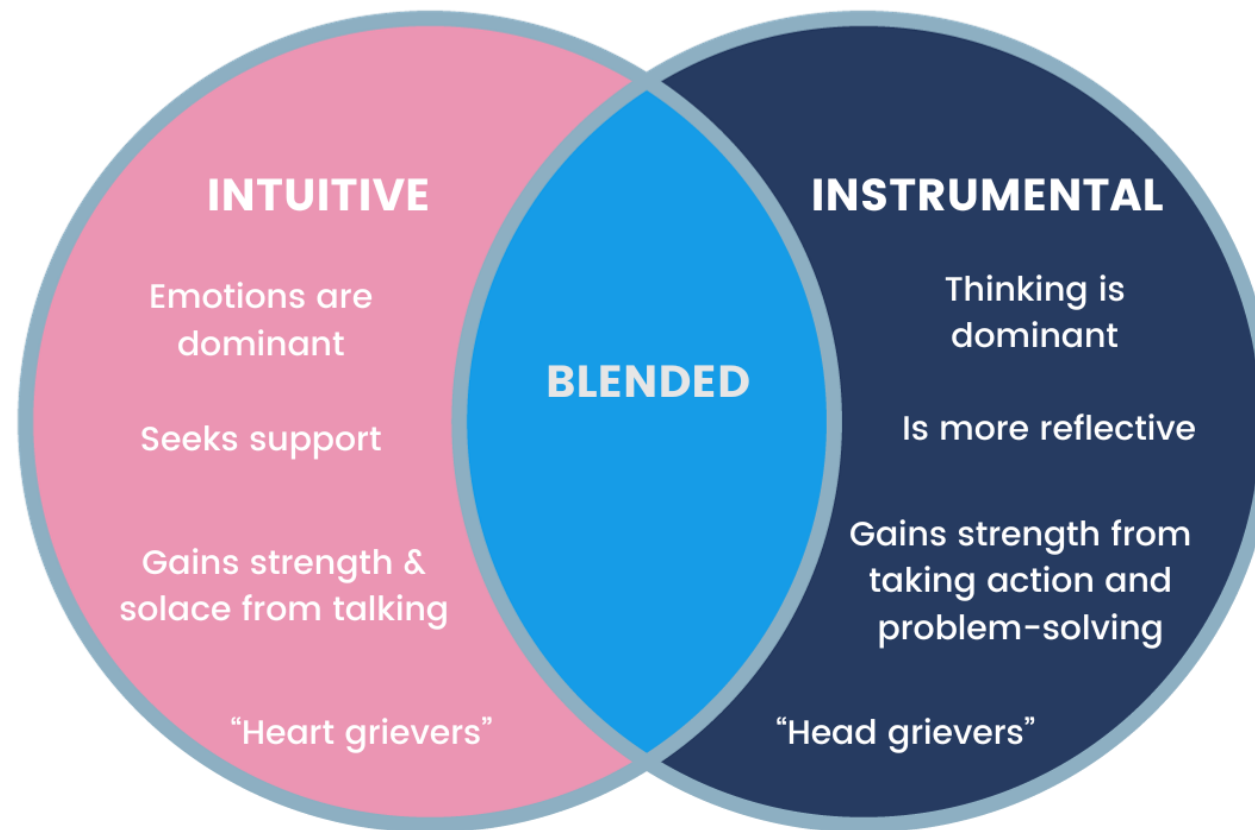 INTUITIVE
Emotions are
dominant
Seeks support
Gains strength &
solace from talking
“Heart grievers”
BLENDED
INSTRUMENTAL
Thinking is
dominant
Is more reflective
Gains strength from
taking action and
problem-solving
“Head grievers”